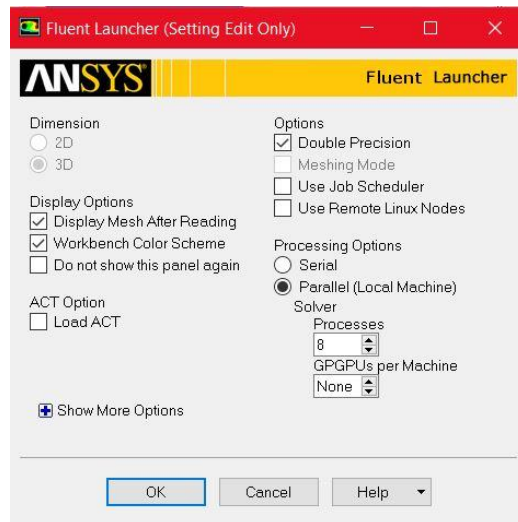 Fluent Launcher (Setting Edit Only)
ANSYS
Fluent Launcher
Dimension
2D
3D
Display Options
Display Mesh After Reading
Workbench Color Scheme
Do not show this panel again
ACT Option
Load ACT
Show More Options
Options
Double Precision
Meshing Mode
Use Job Scheduler
Use Remote Linux Nodes
Processing Options
Serial
Parallel (Local Machine)
Solver
Processes
8
GPGPUs per Machine
None
OK
Cancel
Help